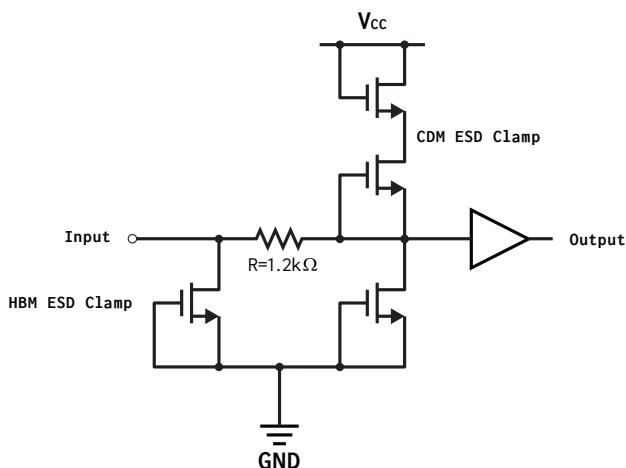 VCC
CDM ESD Clamp
Input
R=1.2kΩ
Output
HBM ESD Clamp
GND